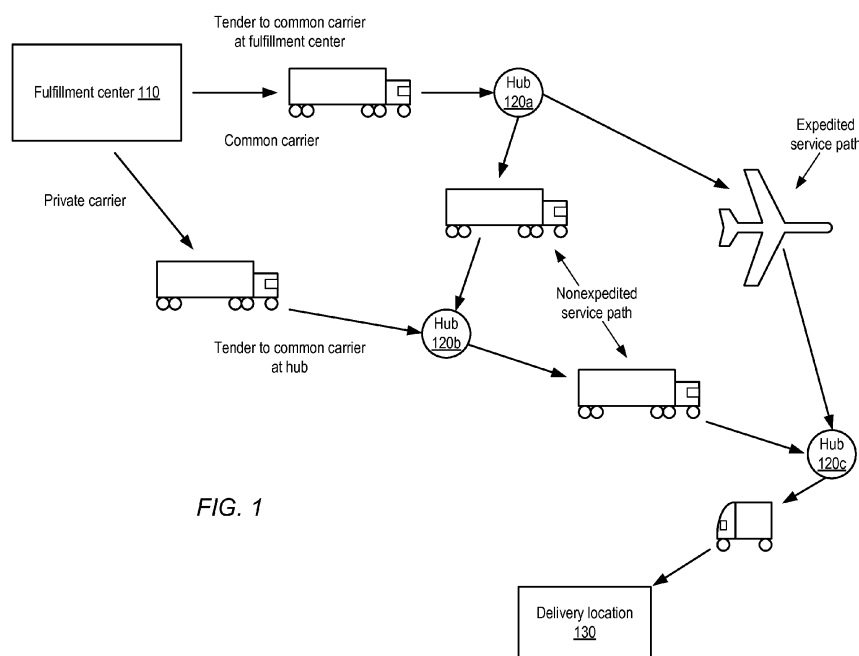 Tender to common carrier
at fulfillment center
Fulfillment center 110
Hub
120a
Common carrier
Expedited
service path
Private carrier
Nonexpedited
service path
Hub
120b
Tender to common carrier
at hub
Hub
120c
FIG. 1
Delivery location
130